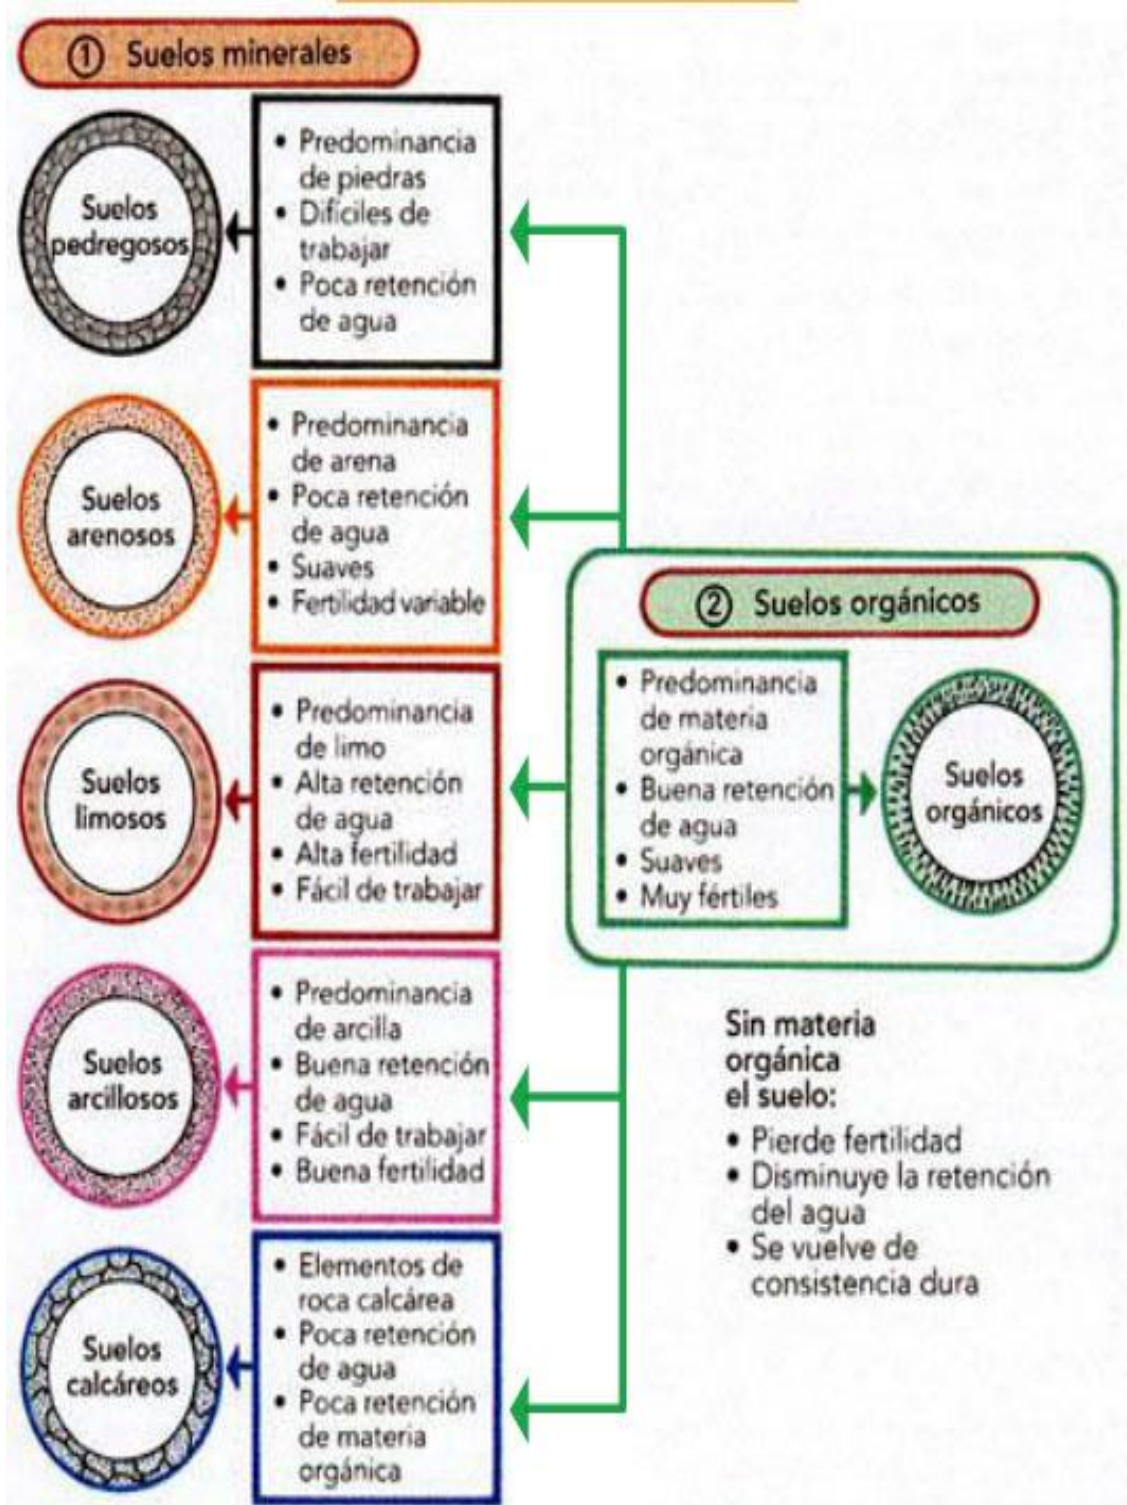 ① Suelos minerales
Suelos
pedregosos
• Predominancia
de piedras
• Difíciles de
trabajar
• Poca retención
de agua
Suelos
arenosos
• Predominancia
de arena
• Poca retención
de agua
• Suaves
• Fertilidad variable
Suelos
limosos
• Predominancia
de limo
• Alta retención
de agua
• Alta fertilidad
• Fácil de trabajar
Suelos
arcillosos
• Predominancia
de arcilla
• Buena retención
de agua
• Fácil de trabajar
• Buena fertilidad
Suelos
calcáreos
• Elementos de
roca calcárea
• Poca retención
de agua
• Poca retención
de materia
orgánica
② Suelos orgánicos
• Predominancia
de materia
orgánica
• Buena retención
de agua
• Suaves
• Muy fértiles
Suelos
orgánicos
Sin materia
orgánica
el suelo:
• Pierde fertilidad
• Disminuye la retención
del agua
• Se vuelve de
consistencia dura